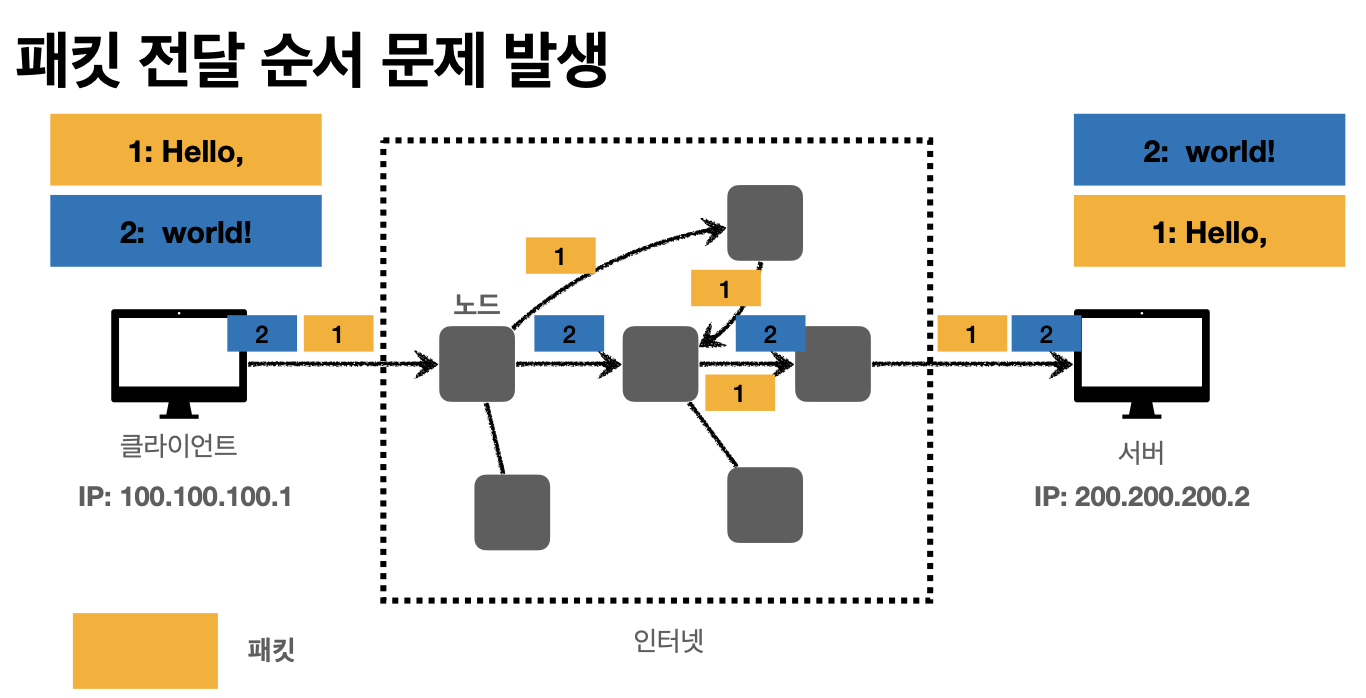 패킷 전달 순서 문제 발생
1: Hello,
2:  world!
2:  world!
1: Hello,
1
1
노드
2
1
2
2
1
2
1
클라이언트
서버
IP: 100.100.100.1
IP: 200.200.200.2
인터넷
패킷